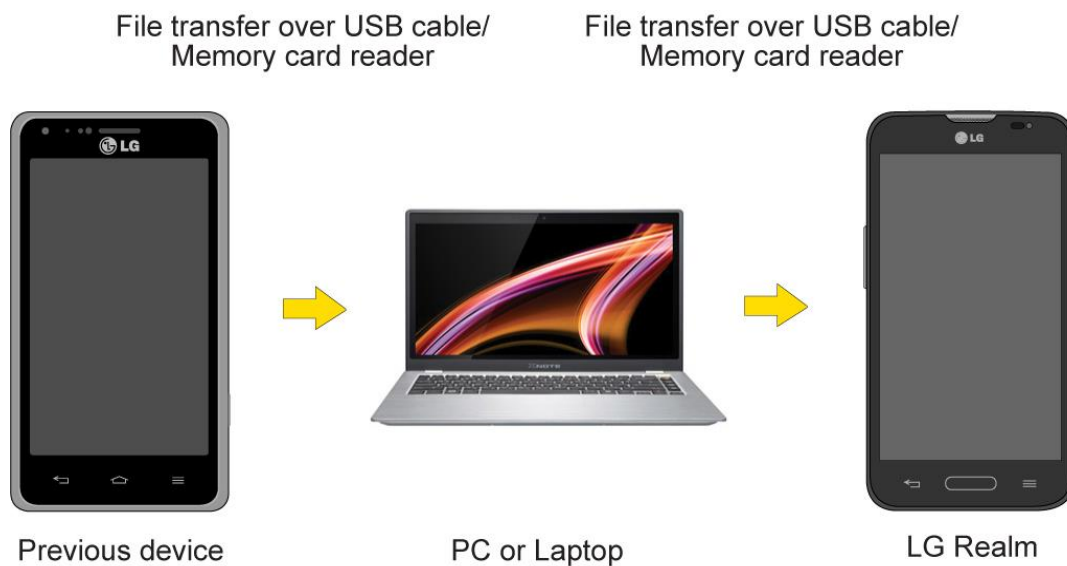 File transfer over USB cable/
Memory card reader
File transfer over USB cable/
Memory card reader
LG
LG
XNOTE
Previous device
PC or Laptop
LG Realm